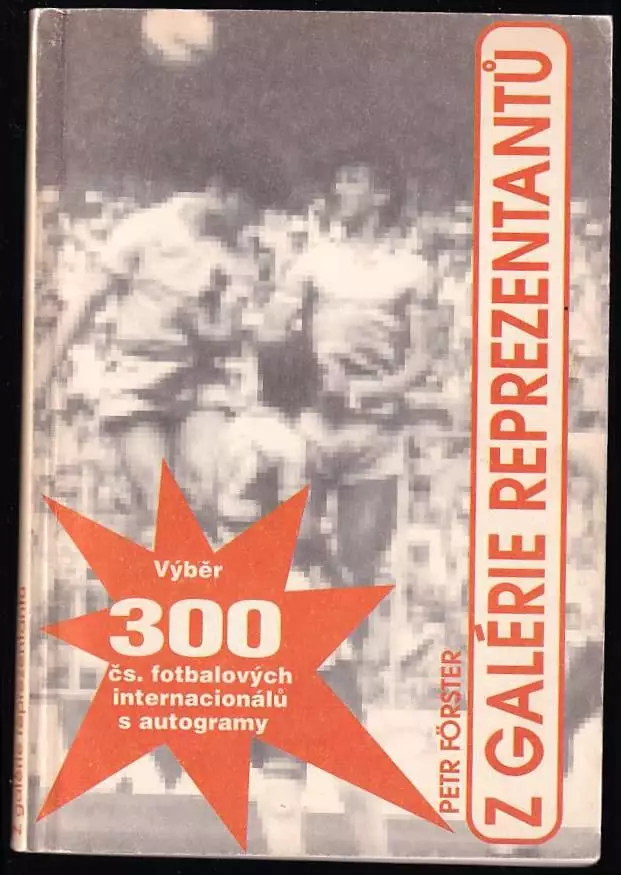 Z GALÉRIE REPREZENTANTŮ
PETR FÖRSTER
Výběr
300
čs. fotbalových
internacionálů
s autogramy
z galérie reprezentantů